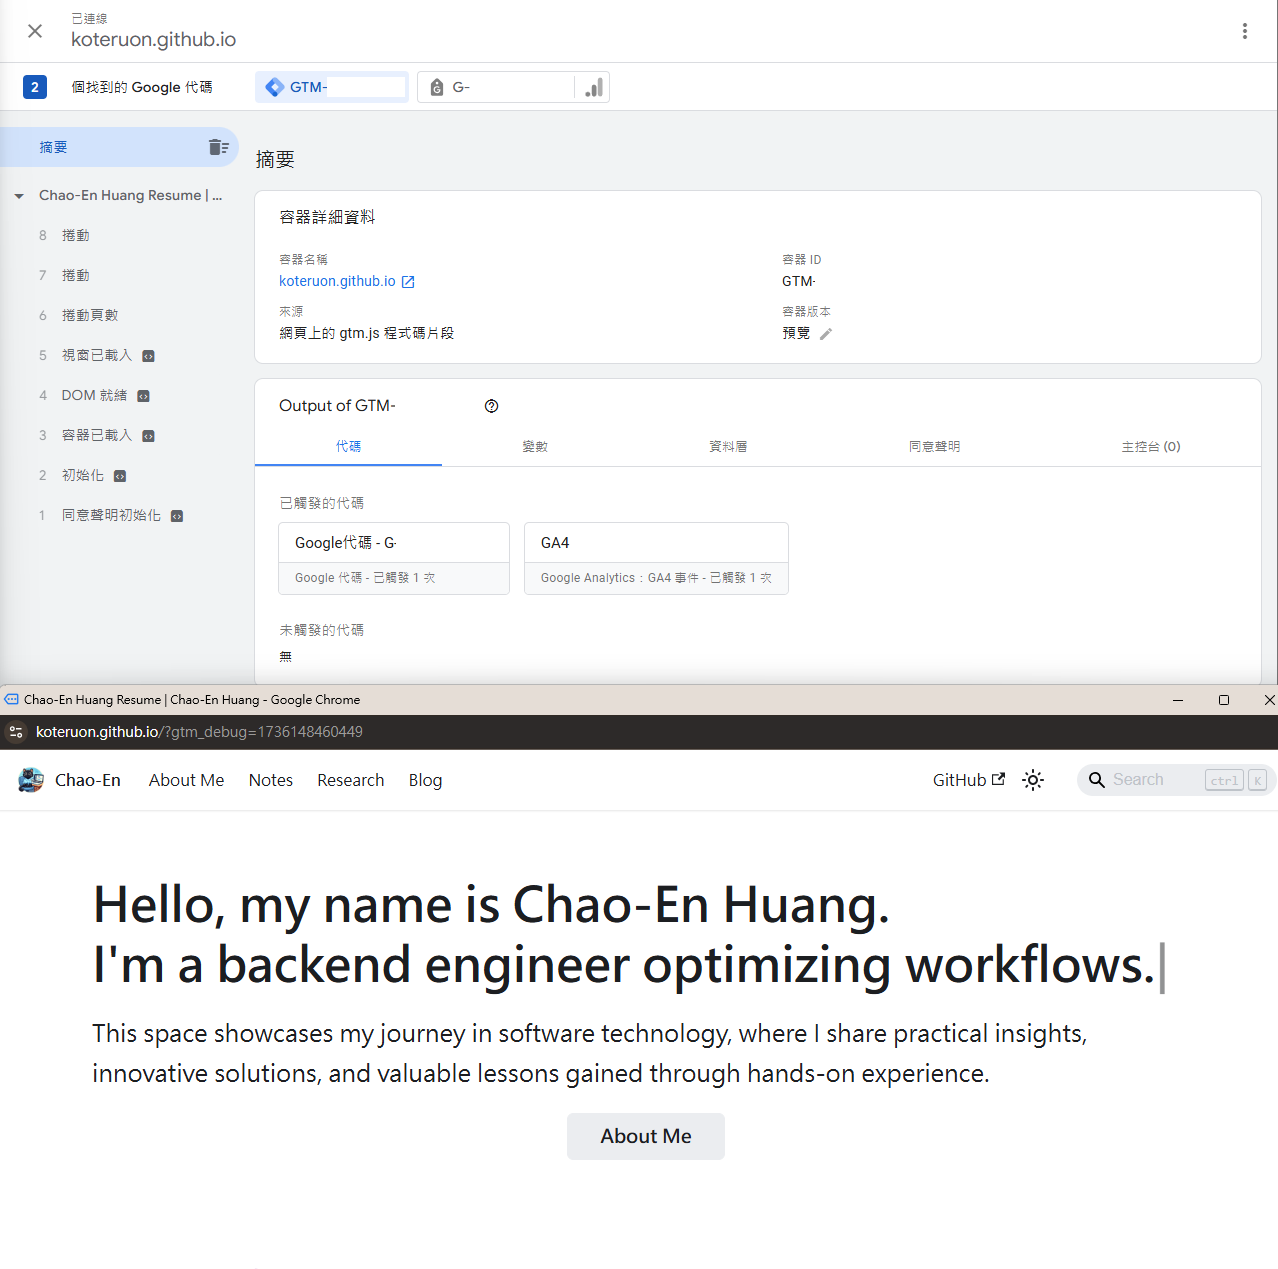 已連線
koteruon.github.io
2 個找到的 Google 代碼 GTM- G-
摘要
Chao-En Huang Resume | ...
8 捲動
7 捲動
6 捲動頁數
5 視窗已載入
4 DOM 就緒
3 容器已載入
2 初始化
1 同意聲明初始化
摘要
容器詳細資料
容器名稱 容器 ID
koteruon.github.io GTM-
來源 容器版本
網頁上的 gtm.js 程式碼片段 預覽
Output of GTM-
代碼 變數 資料層 同意聲明 主控台 (0)
已觸發的代碼
Google代碼 - G- GA4
Google 代碼 - 已觸發 1 次 Google Analytics：GA4 事件 - 已觸發 1 次
未觸發的代碼
無
Chao-En Huang Resume | Chao-En Huang - Google Chrome
koteruon.github.io/?gtm_debug=1736148460449
Chao-En About Me Notes Research Blog GitHub Search ctrl K
Hello, my name is Chao-En Huang.
I'm a backend engineer optimizing workflows.
This space showcases my journey in software technology, where I share practical insights,
innovative solutions, and valuable lessons gained through hands-on experience.
About Me